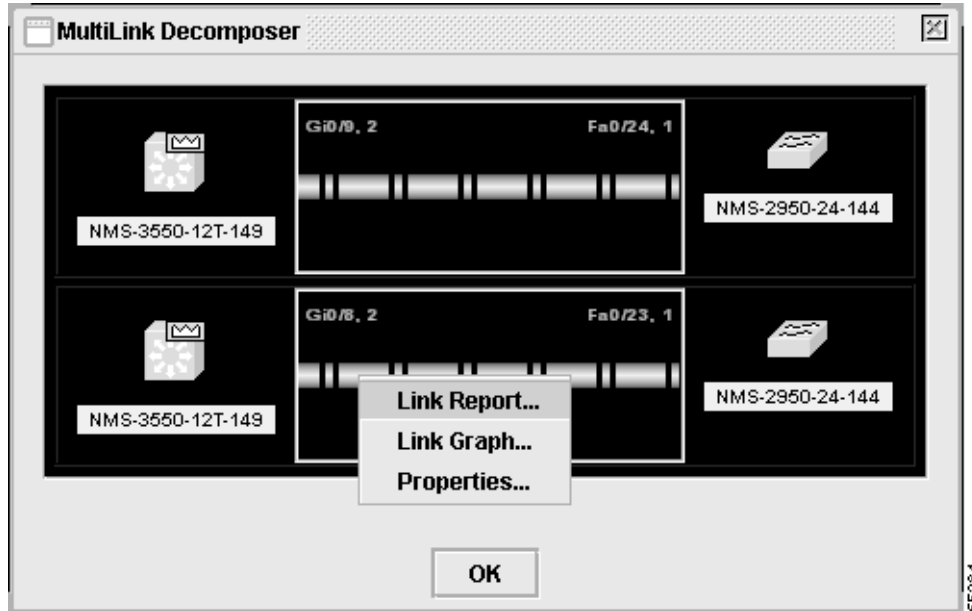 MultiLink Decomposer
Gi0/9, 2
Fa0/24, 1
NMS-3550-12T-149
NMS-2950-24-144
Gi0/8, 2
Fa0/23, 1
NMS-3550-12T-149
NMS-2950-24-144
Link Report...
Link Graph...
Properties...
OK